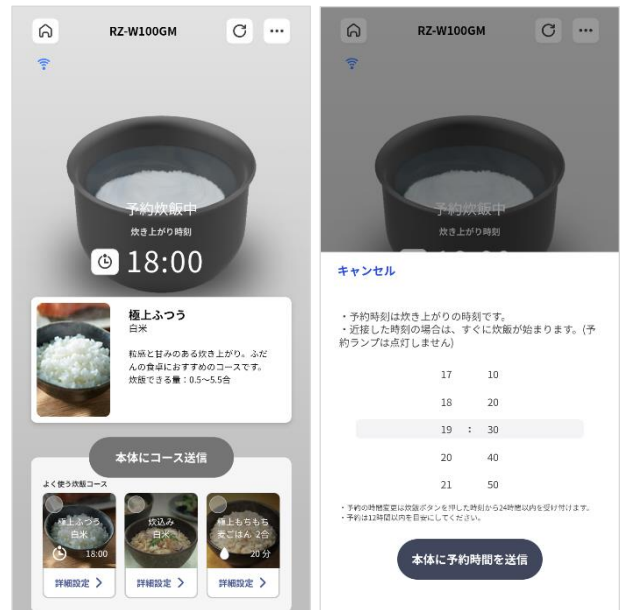 RZ-W100GM
予約炊飯中
炊き上がり時刻
18:00
極上ふつう
白米
粒感と甘みのある炊き上がり。ふだ
んの食卓におすすめのコースです。
炊飯できる量：0.5～5.5合
本体にコース送信
よく使う炊飯コース
極上ふつう
白米
18:00
詳細設定
炊込み
白米
詳細設定
極上もちもち
麦ごはん 2合
20 分
詳細設定
RZ-W100GM
予約炊飯中
炊き上がり時刻
キャンセル
・予約時刻は炊き上がりの時刻です。
・近接した時刻の場合は、すぐに炊飯が始まります。(予
約ランプは点灯しません)
17 10
18 20
19 : 30
20 40
21 50
・予約の時間変更は炊飯ボタンを押した時刻から24時間以内を受け付けます。
・予約は12時間以内を目安にしてください。
本体に予約時間を送信